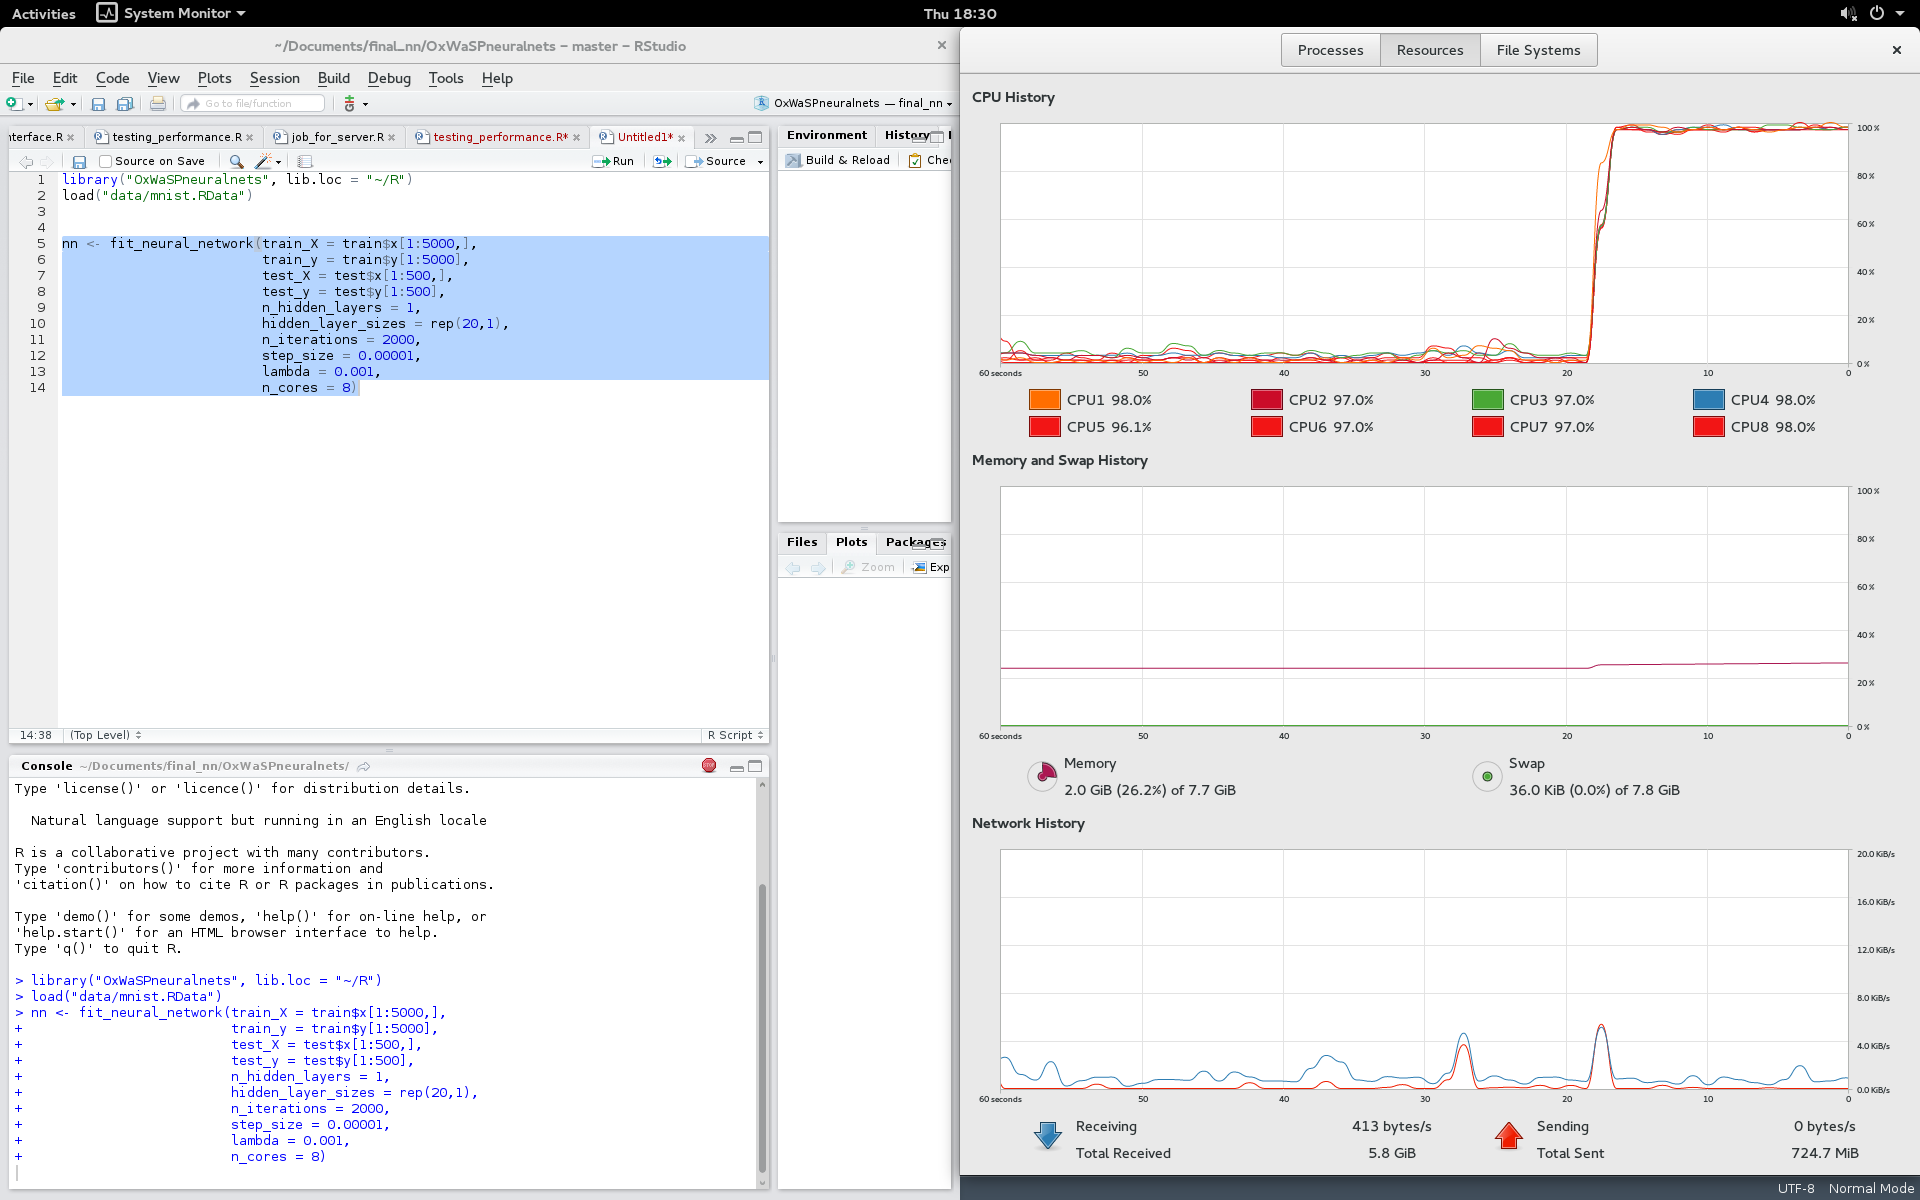 Activities System Monitor Thu 18:30
~/Documents/final_nn/OxWaSPneuralnets – master – RStudio
File Edit Code View Plots Session Build Debug Tools Help
Go to file/function OxWaSPneuralnets — final_nn
nterface.R testing_performance.R job_for_server.R testing_performance.R* Untitled1*
Source on Save Run Source
1 library("OxWaSPneuralnets", lib.loc = "~/R")
2 load("data/mnist.RData")
3
4
5 nn <- fit_neural_network(train_X = train$x[1:5000,],
6 train_y = train$y[1:5000],
7 test_X = test$x[1:500,],
8 test_y = test$y[1:500],
9 n_hidden_layers = 1,
10 hidden_layer_sizes = rep(20,1),
11 n_iterations = 2000,
12 step_size = 0.00001,
13 lambda = 0.001,
14 n_cores = 8)
14:38 (Top Level) R Script
Console ~/Documents/final_nn/OxWaSPneuralnets/
Type 'license()' or 'licence()' for distribution details.
Natural language support but running in an English locale
R is a collaborative project with many contributors.
Type 'contributors()' for more information and
'citation()' on how to cite R or R packages in publications.
Type 'demo()' for some demos, 'help()' for on-line help, or
'help.start()' for an HTML browser interface to help.
Type 'q()' to quit R.
> library("OxWaSPneuralnets", lib.loc = "~/R")
> load("data/mnist.RData")
> nn <- fit_neural_network(train_X = train$x[1:5000,],
+ train_y = train$y[1:5000],
+ test_X = test$x[1:500,],
+ test_y = test$y[1:500],
+ n_hidden_layers = 1,
+ hidden_layer_sizes = rep(20,1),
+ n_iterations = 2000,
+ step_size = 0.00001,
+ lambda = 0.001,
+ n_cores = 8)
Environment History
Build & Reload Chec
Files Plots Packages
Zoom Exp
Processes Resources File Systems
CPU History
100 %
80 %
60 %
40 %
20 %
0 %
60 seconds 50 40 30 20 10 0
CPU1 98.0% CPU2 97.0% CPU3 97.0% CPU4 98.0%
CPU5 96.1% CPU6 97.0% CPU7 97.0% CPU8 98.0%
Memory and Swap History
100 %
80 %
60 %
40 %
20 %
0 %
60 seconds 50 40 30 20 10 0
Memory Swap
2.0 GiB (26.2%) of 7.7 GiB 36.0 KiB (0.0%) of 7.8 GiB
Network History
20.0 KiB/s
16.0 KiB/s
12.0 KiB/s
8.0 KiB/s
4.0 KiB/s
0.0 KiB/s
60 seconds 50 40 30 20 10 0
Receiving 413 bytes/s Sending 0 bytes/s
Total Received 5.8 GiB Total Sent 724.7 MiB
UTF-8 Normal Mode